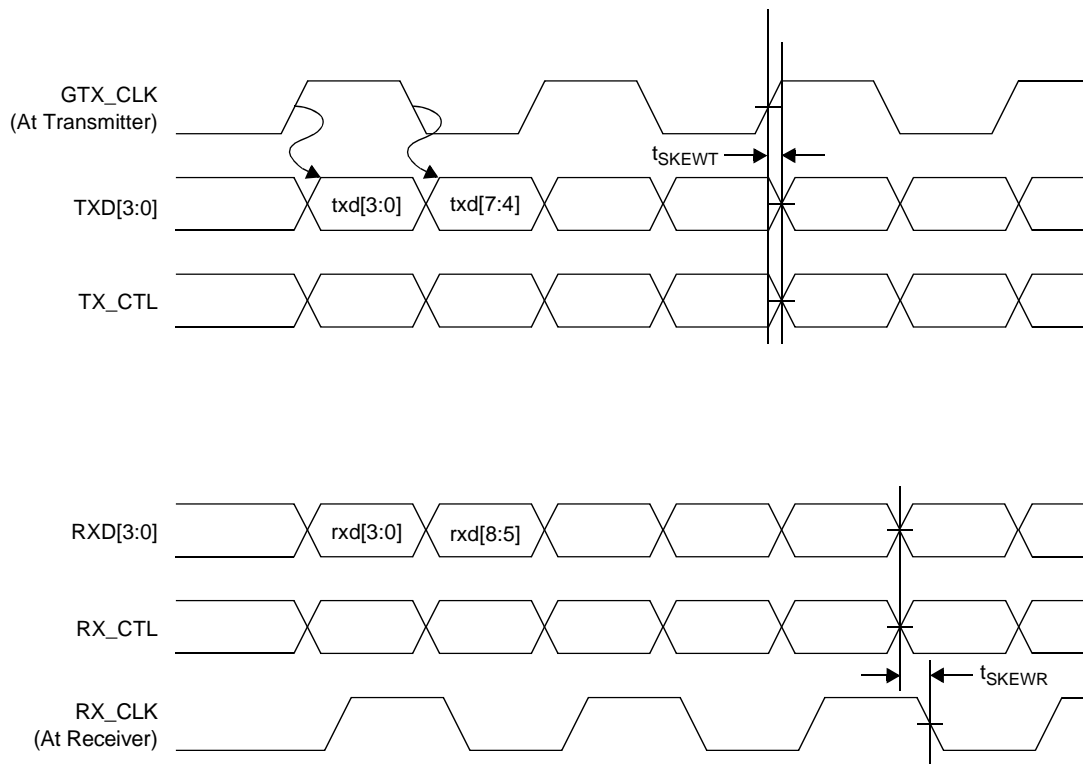 GTX_CLK
(At Transmitter)
tSKEWT
TXD[3:0]
txd[3:0]
txd[7:4]
TX_CTL
RXD[3:0]
rxd[3:0]
rxd[8:5]
RX_CTL
tSKEWR
RX_CLK
(At Receiver)